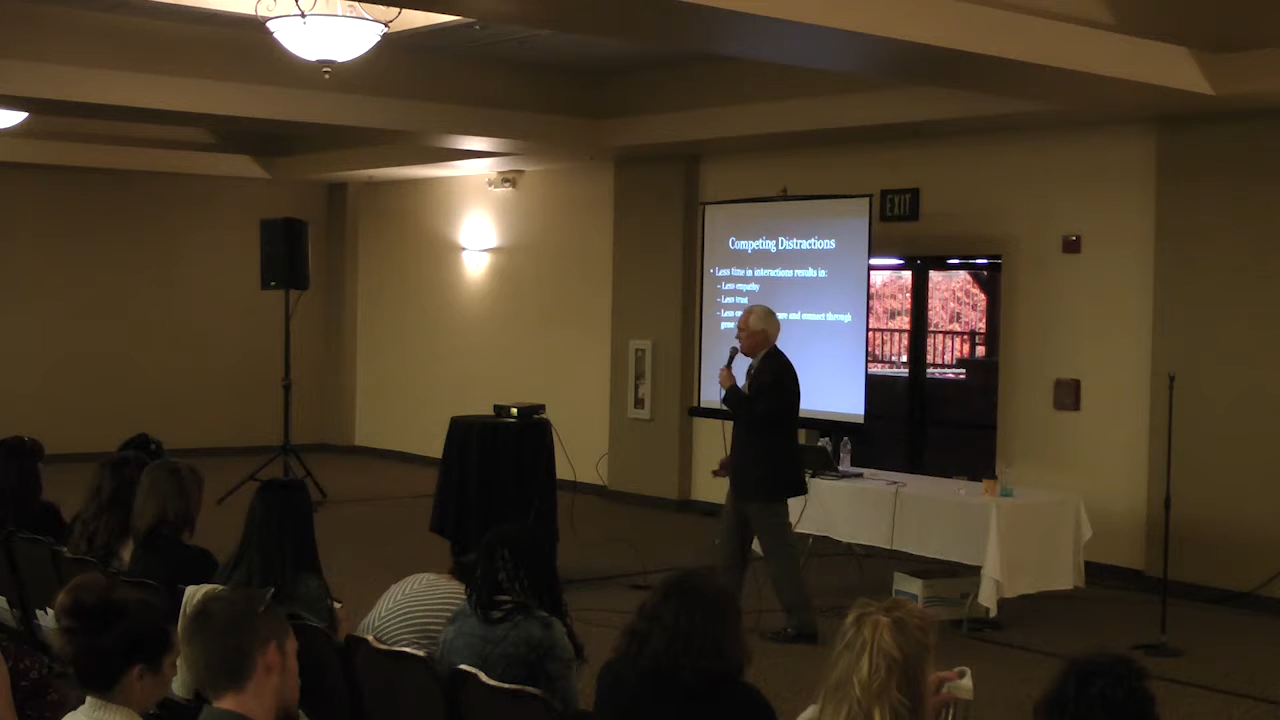 EXIT
Competing Distractions
• Less time in interactions results in:
– Less empathy
– Less trust
– Less and connect through